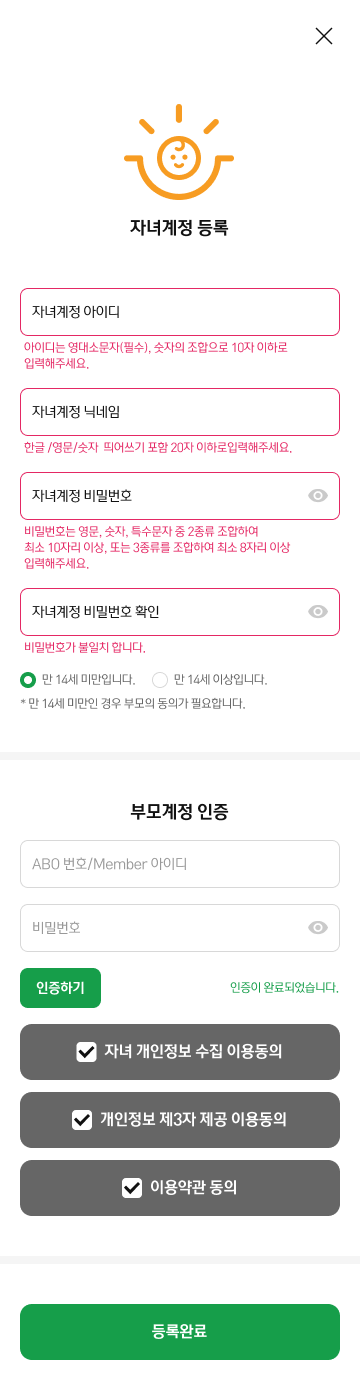 자녀계정 등록
자녀계정 아이디
아이디는 영대소문자(필수), 숫자의 조합으로 10자 이하로
입력해주세요.
자녀계정 닉네임
한글 /영문/숫자 띄어쓰기 포함 20자 이하로입력해주세요.
자녀계정 비밀번호
비밀번호는 영문, 숫자, 특수문자 중 2종류 조합하여
최소 10자리 이상, 또는 3종류를 조합하여 최소 8자리 이상
입력해주세요.
자녀계정 비밀번호 확인
비밀번호가 불일치 합니다.
만 14세 미만입니다. 만 14세 이상입니다.
* 만 14세 미만인 경우 부모의 동의가 필요합니다.
부모계정 인증
ABO 번호/Member 아이디
비밀번호
인증하기 인증이 완료되었습니다.
자녀 개인정보 수집 이용동의
개인정보 제3자 제공 이용동의
이용약관 동의
등록완료